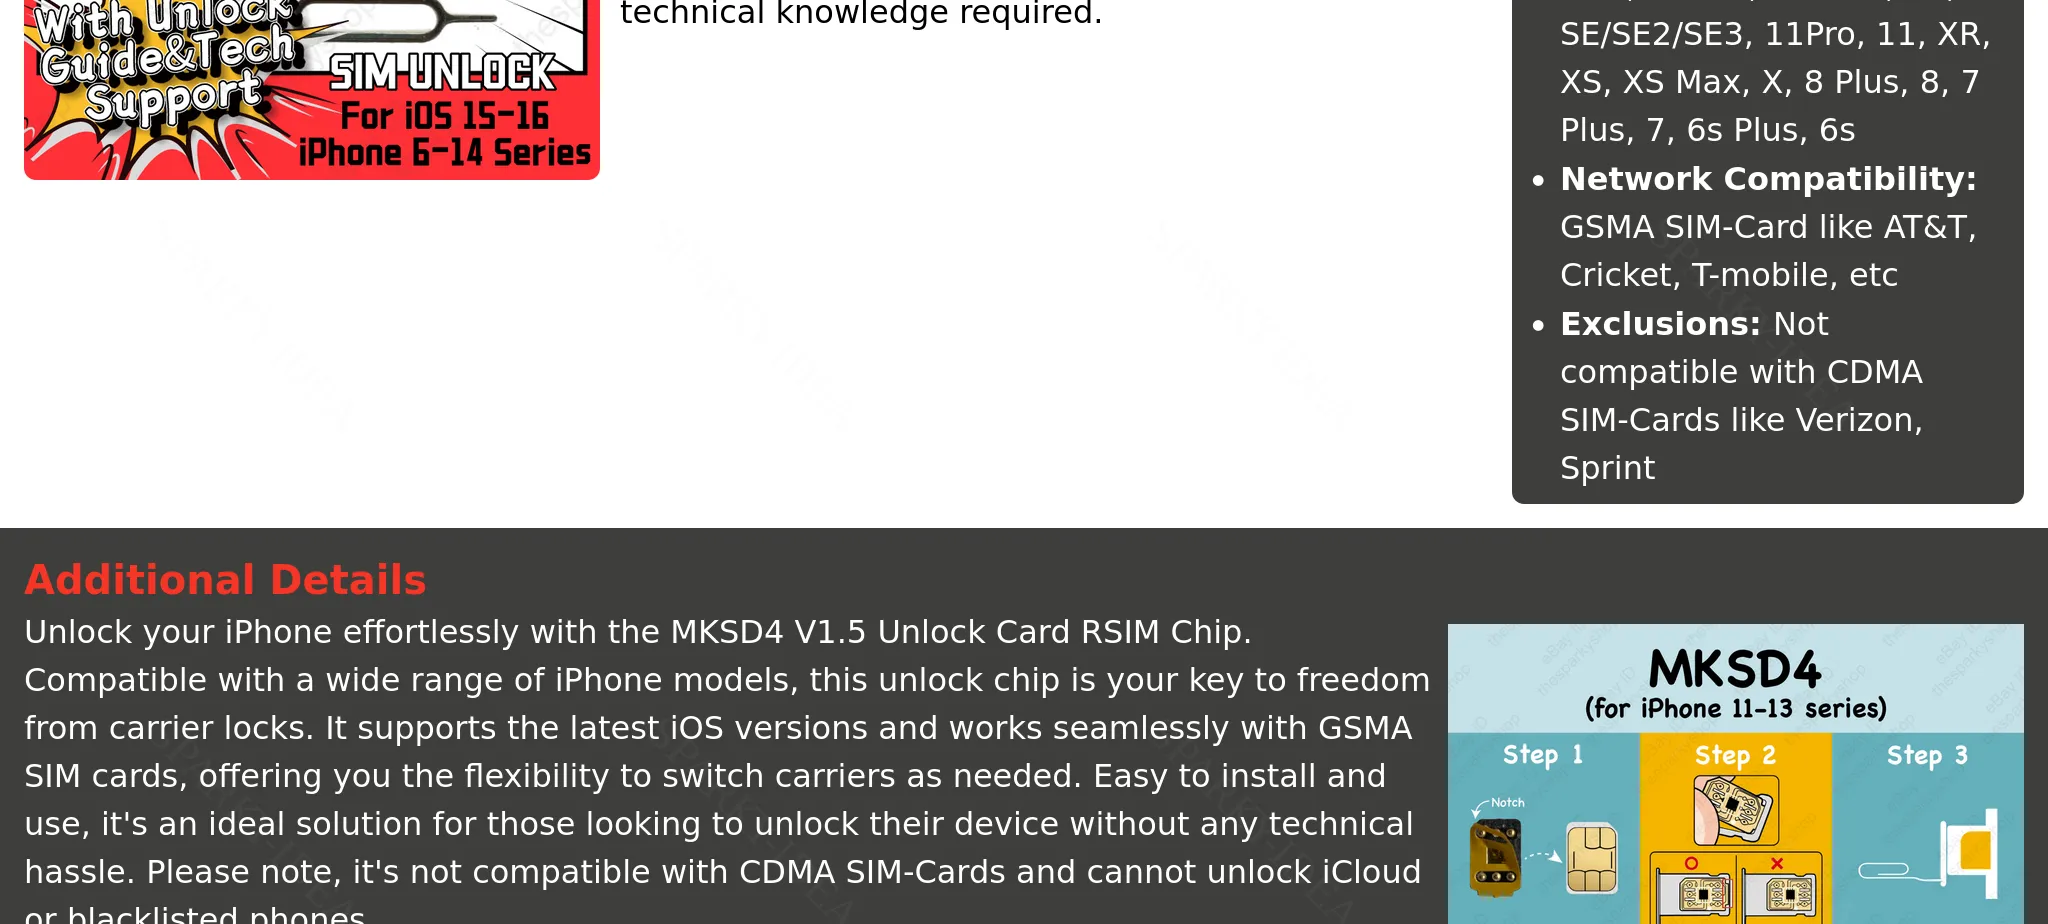 With Unlock
Guide&Tech
Support
SIM UNLOCK
For iOS 15-16
iPhone 6-14 Series
technical knowledge required.
SE/SE2/SE3, 11Pro, 11, XR,
XS, XS Max, X, 8 Plus, 8, 7
Plus, 7, 6s Plus, 6s
Network Compatibility:
GSMA SIM-Card like AT&T,
Cricket, T-mobile, etc
Exclusions: Not
compatible with CDMA
SIM-Cards like Verizon,
Sprint
Additional Details
Unlock your iPhone effortlessly with the MKSD4 V1.5 Unlock Card RSIM Chip.
Compatible with a wide range of iPhone models, this unlock chip is your key to freedom
from carrier locks. It supports the latest iOS versions and works seamlessly with GSMA
SIM cards, offering you the flexibility to switch carriers as needed. Easy to install and
use, it's an ideal solution for those looking to unlock their device without any technical
hassle. Please note, it's not compatible with CDMA SIM-Cards and cannot unlock iCloud
or blacklisted phones.
MKSD4
(for iPhone 11-13 series)
Step 1
Step 2
Step 3
Notch